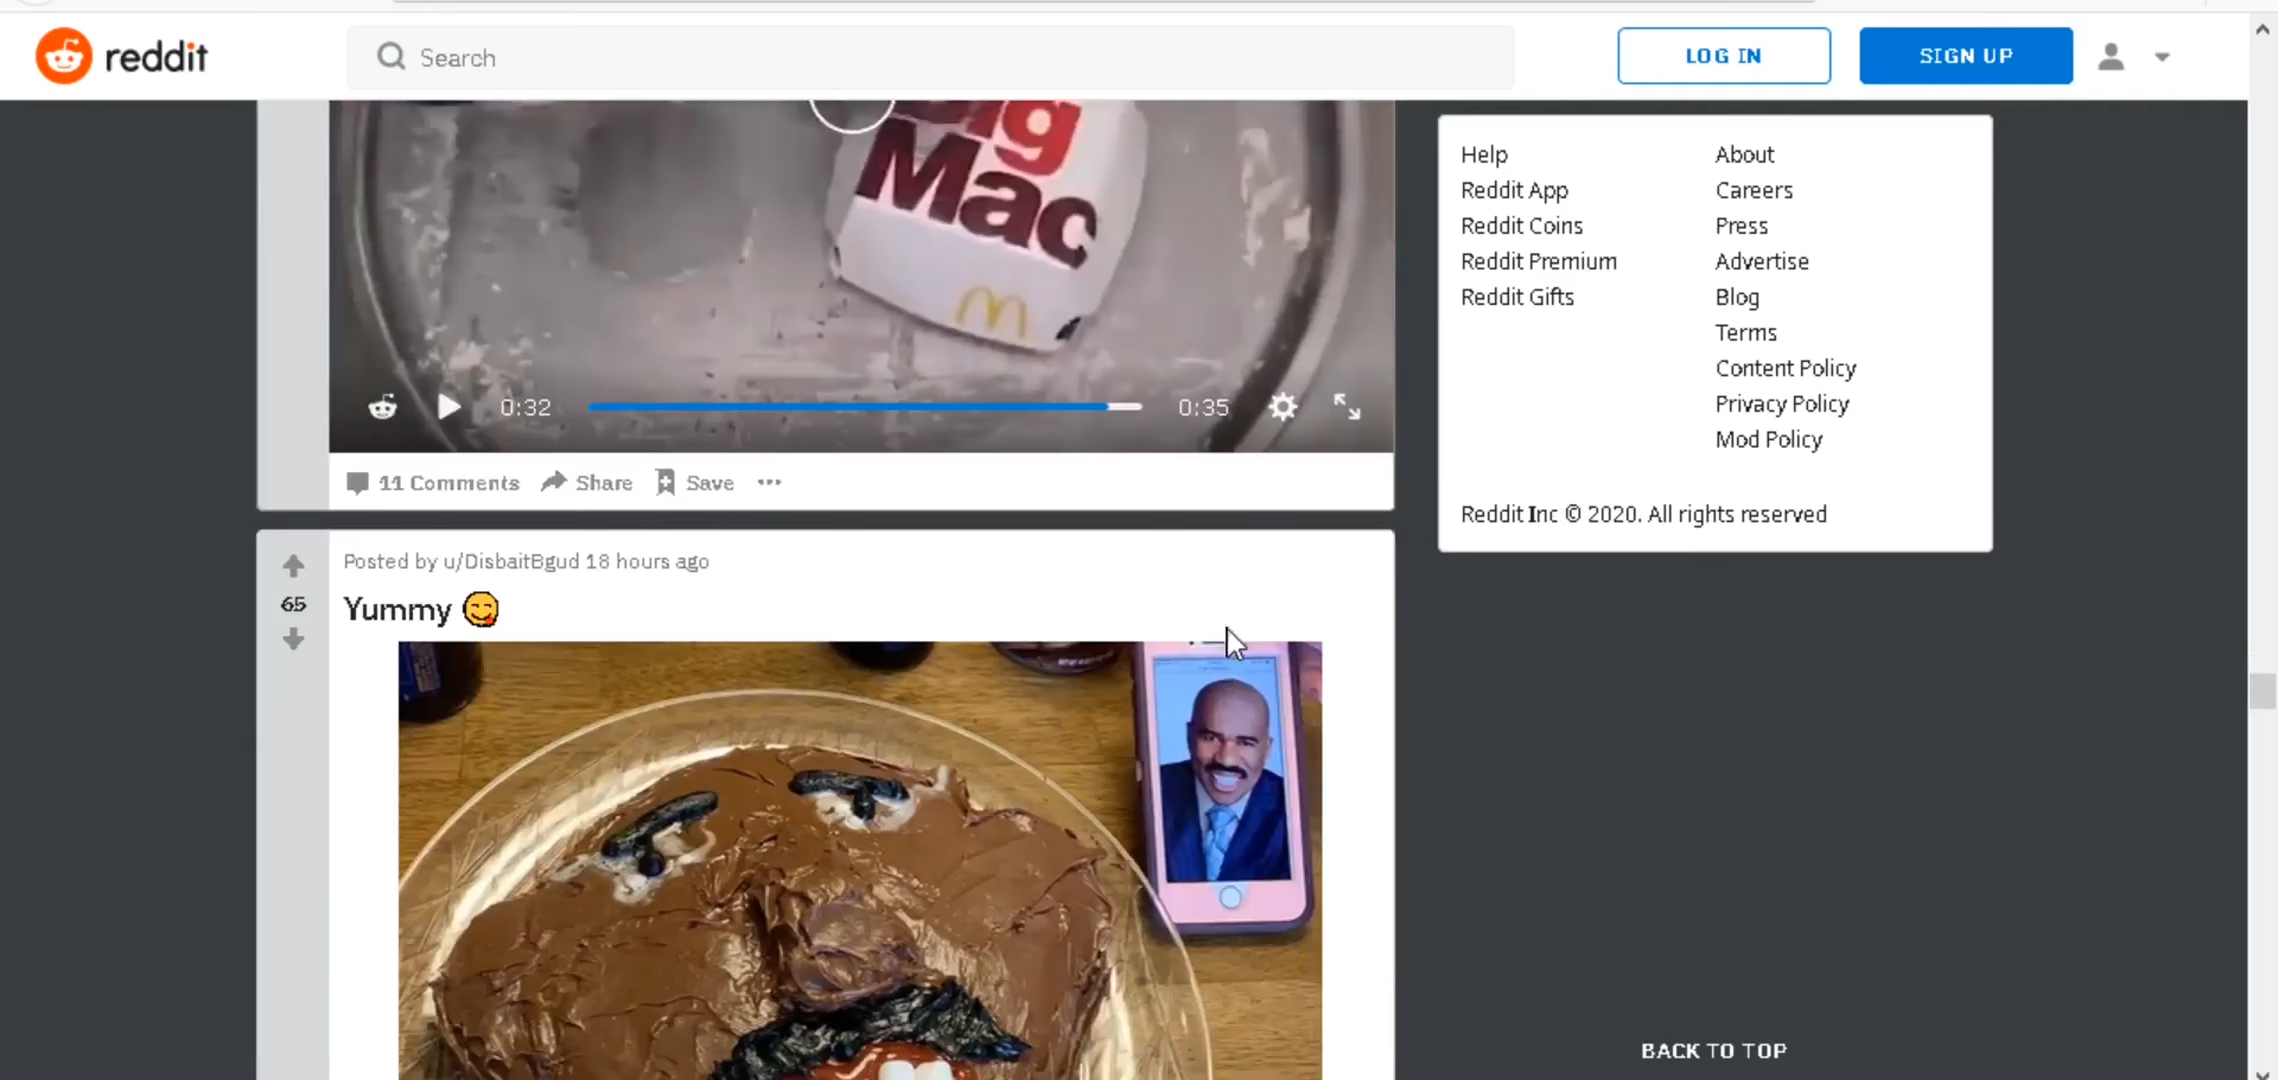 reddit
Search
LOG IN
SIGN UP
Big
Mac
0:32
0:35
11 Comments
Share
Save
Help
Reddit App
Reddit Coins
Reddit Premium
Reddit Gifts
About
Careers
Press
Advertise
Blog
Terms
Content Policy
Privacy Policy
Mod Policy
Reddit Inc © 2020. All rights reserved
65
Posted by u/DisbaitBgud 18 hours ago
Yummy 😋
BACK TO TOP